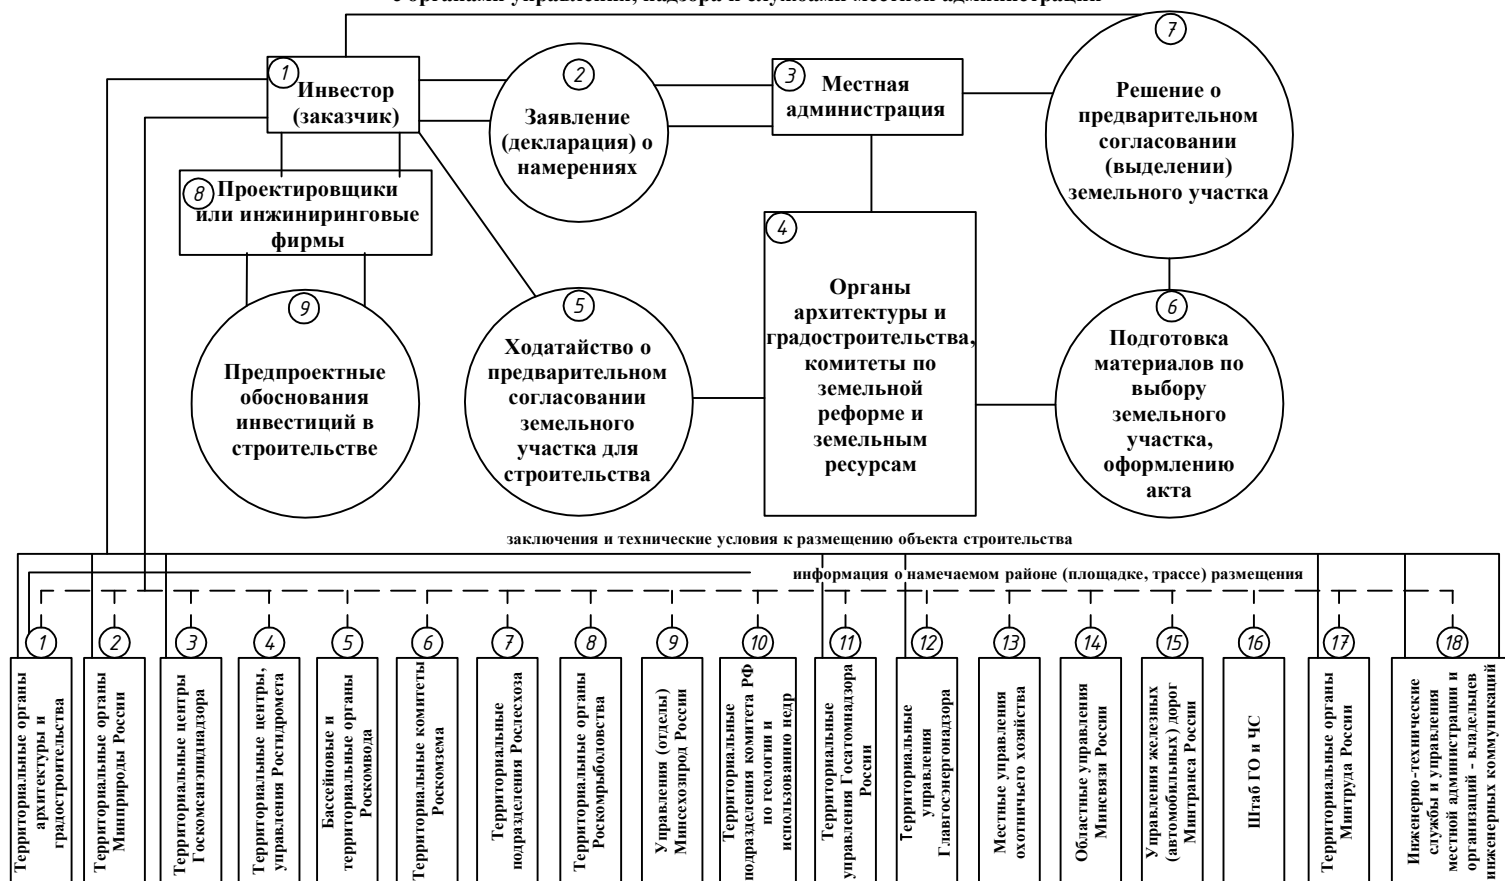 с органами управлений, надзора и службами местной администрации
1
Инвестор
(заказчик)
2
Заявление
(декларация) о
намерениях
3
Местная
администрация
7
Решение о
предварительном
согласовании
(выделении)
земельного участка
8
Проектировщики
или инжиниринговые
фирмы
4
Органы
архитектуры и
градостроительства,
комитеты по
земельной
реформе и
земельным
ресурсам
9
Предпроектные
обоснования
инвестиций в
строительстве
5
Ходатайство о
предварительном
согласовании
земельного
участка для
строительства
6
Подготовка
материалов по
выбору
земельного
участка,
оформлению
акта
заключения и технические условия к размещению объекта строительства
информация о намечаемом районе (площадке, трассе) размещения
1
Территориальные органы
архитектуры и
градостроительства
2
Территориальные органы
Минприроды России
3
Территориальные центры
Госкомсанэпиднадзора
4
Территориальные центры,
управления Росгидромета
5
Бассейновые и
территориальные органы
Роскомвода
6
Территориальные комитеты
Роскомзема
7
Территориальные
подразделения Рослесхоза
8
Территориальные органы
Роскомрыболовства
9
Управления (отделы)
Минсехозпрод России
10
Территориальные
подразделения комитета РФ
по геологии и
использованию недр
11
Территориальные
управления Госатомнадзора
России
12
Территориальные
управления
Главгосэнергонадзора
13
Местные управления
охотничьего хозяйства
14
Областные управления
Минсвязи России
15
Управления железных
(автомобильных) дорог
Минтранса России
16
Штаб ГО и ЧС
17
Территориальные органы
Минтруда России
18
Инженерно-технические
службы и управления
местной администрации и
организаций - владельцев
инженерных коммуникаций